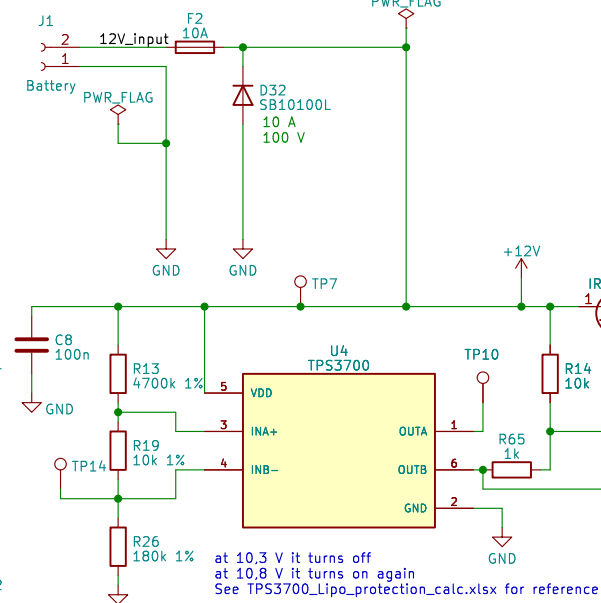 PWR_FLAG
J1
F2
10A
2
12V_input
1
Battery
PWR_FLAG
D32
SB10100L
10 A
100 V
GND
GND
+12V
TP7
IR
1
C8
100n
GND
R13
4700k 1%
U4
TPS3700
TP10
R14
10k
5
VDD
3
INA+
OUTA
1
R19
10k 1%
R65
1k
TP14
4
INB-
OUTB
6
GND
2
R26
180k 1%
GND
at 10,3 V it turns off
at 10,8 V it turns on again
See TPS3700_Lipo_protection_calc.xlsx for reference